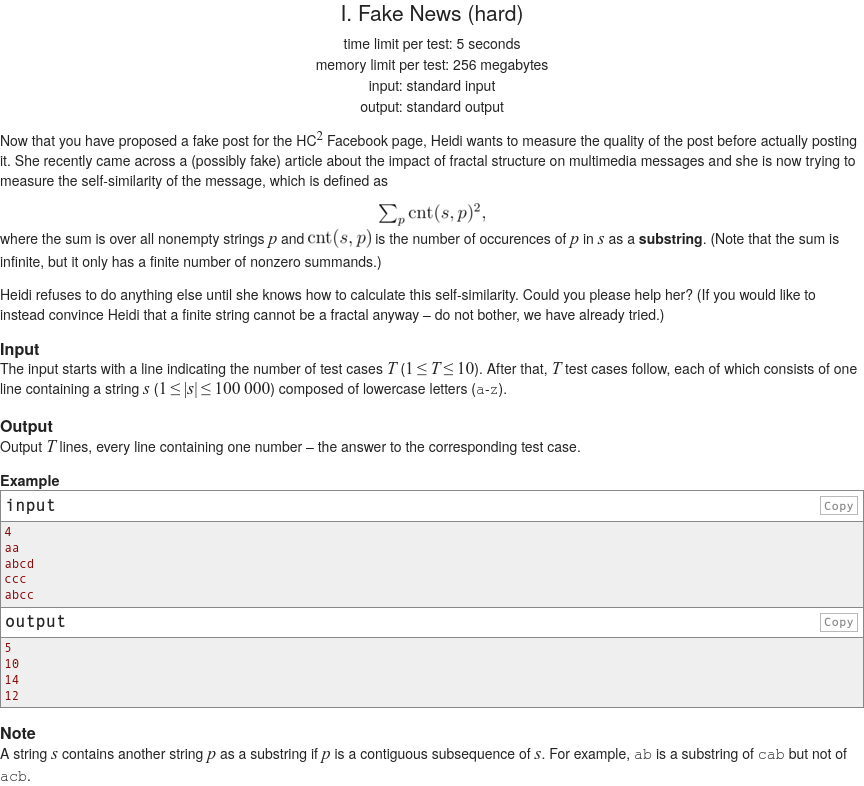 I. Fake News (hard)
time limit per test: 5 seconds
memory limit per test: 256 megabytes
input: standard input
output: standard output
Now that you have proposed a fake post for the HC² Facebook page, Heidi wants to measure the quality of the post before actually posting
it. She recently came across a (possibly fake) article about the impact of fractal structure on multimedia messages and she is now trying to
measure the self-similarity of the message, which is defined as
∑ₚ cnt(s, p)²,
where the sum is over all nonempty strings p and cnt(s, p) is the number of occurences of p in s as a substring. (Note that the sum is
infinite, but it only has a finite number of nonzero summands.)
Heidi refuses to do anything else until she knows how to calculate this self-similarity. Could you please help her? (If you would like to
instead convince Heidi that a finite string cannot be a fractal anyway – do not bother, we have already tried.)
Input
The input starts with a line indicating the number of test cases T (1 ≤ T ≤ 10). After that, T test cases follow, each of which consists of one
line containing a string s (1 ≤ |s| ≤ 100 000) composed of lowercase letters (a-z).
Output
Output T lines, every line containing one number – the answer to the corresponding test case.
Example
input Copy
4
aa
abcd
ccc
abcc
output Copy
5
10
14
12
Note
A string s contains another string p as a substring if p is a contiguous subsequence of s. For example, ab is a substring of cab but not of
acb.